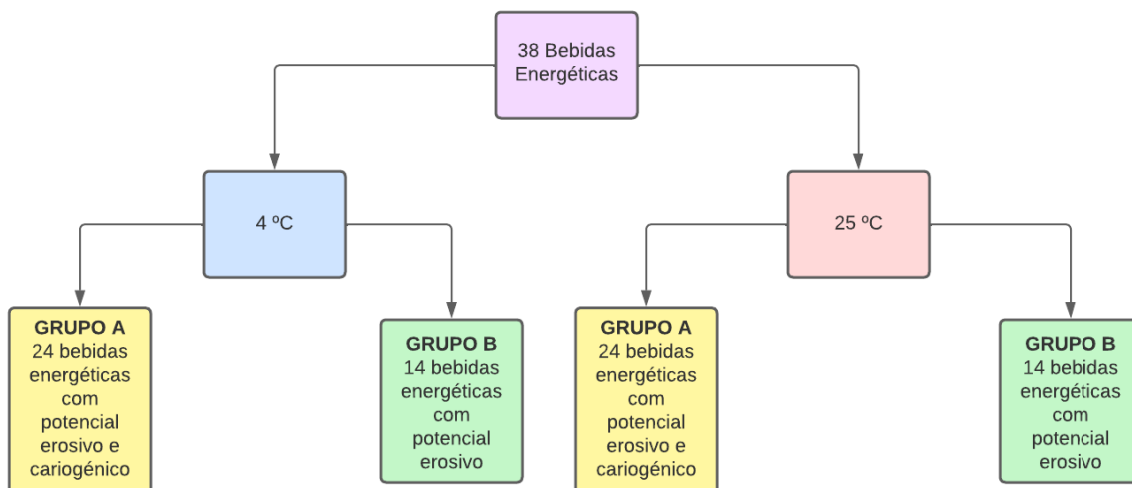 38 Bebidas
Energéticas
4 ºC
25 ºC
GRUPO A
24 bebidas
energéticas
com
potencial
erosivo e
cariogénico
GRUPO B
14 bebidas
energéticas
com
potencial
erosivo
GRUPO A
24 bebidas
energéticas
com
potencial
erosivo e
cariogénico
GRUPO B
14 bebidas
energéticas
com
potencial
erosivo